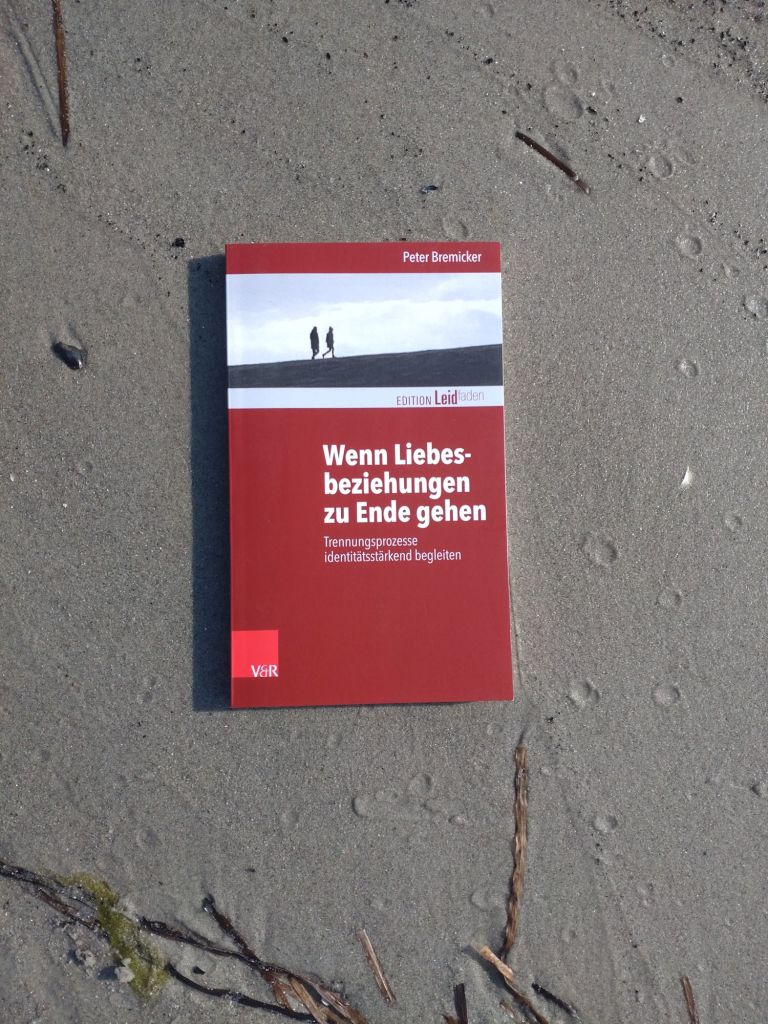 Peter Bremicker
EDITION Leidfaden
Wenn Liebes-
beziehungen
zu Ende gehen
Trennungsprozesse
identitätsstärkend begleiten
V&R